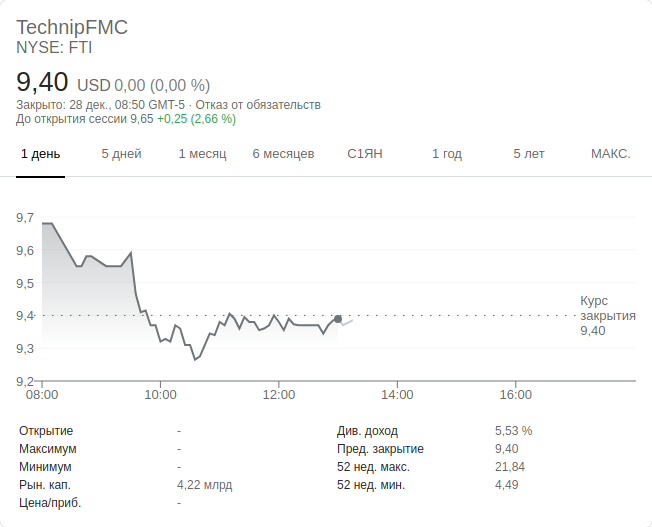 TechnipFMC
NYSE: FTI
9,40 USD 0,00 (0,00 %)
Закрыто: 28 дек., 08:50 GMT-5 · Отказ от обязательств
До открытия сессии 9,65 +0,25 (2,66 %)
1 день 5 дней 1 месяц 6 месяцев С1ЯН 1 год 5 лет МАКС.
9,7
9,6
9,5
9,4
9,3
9,2
Курс
закрытия
9,40
08:00 10:00 12:00 14:00 16:00
Открытие - Див. доход 5,53 %
Максимум - Пред. закрытие 9,40
Минимум - 52 нед. макс. 21,84
Рын. кап. 4,22 млрд 52 нед. мин. 4,49
Цена/приб. -